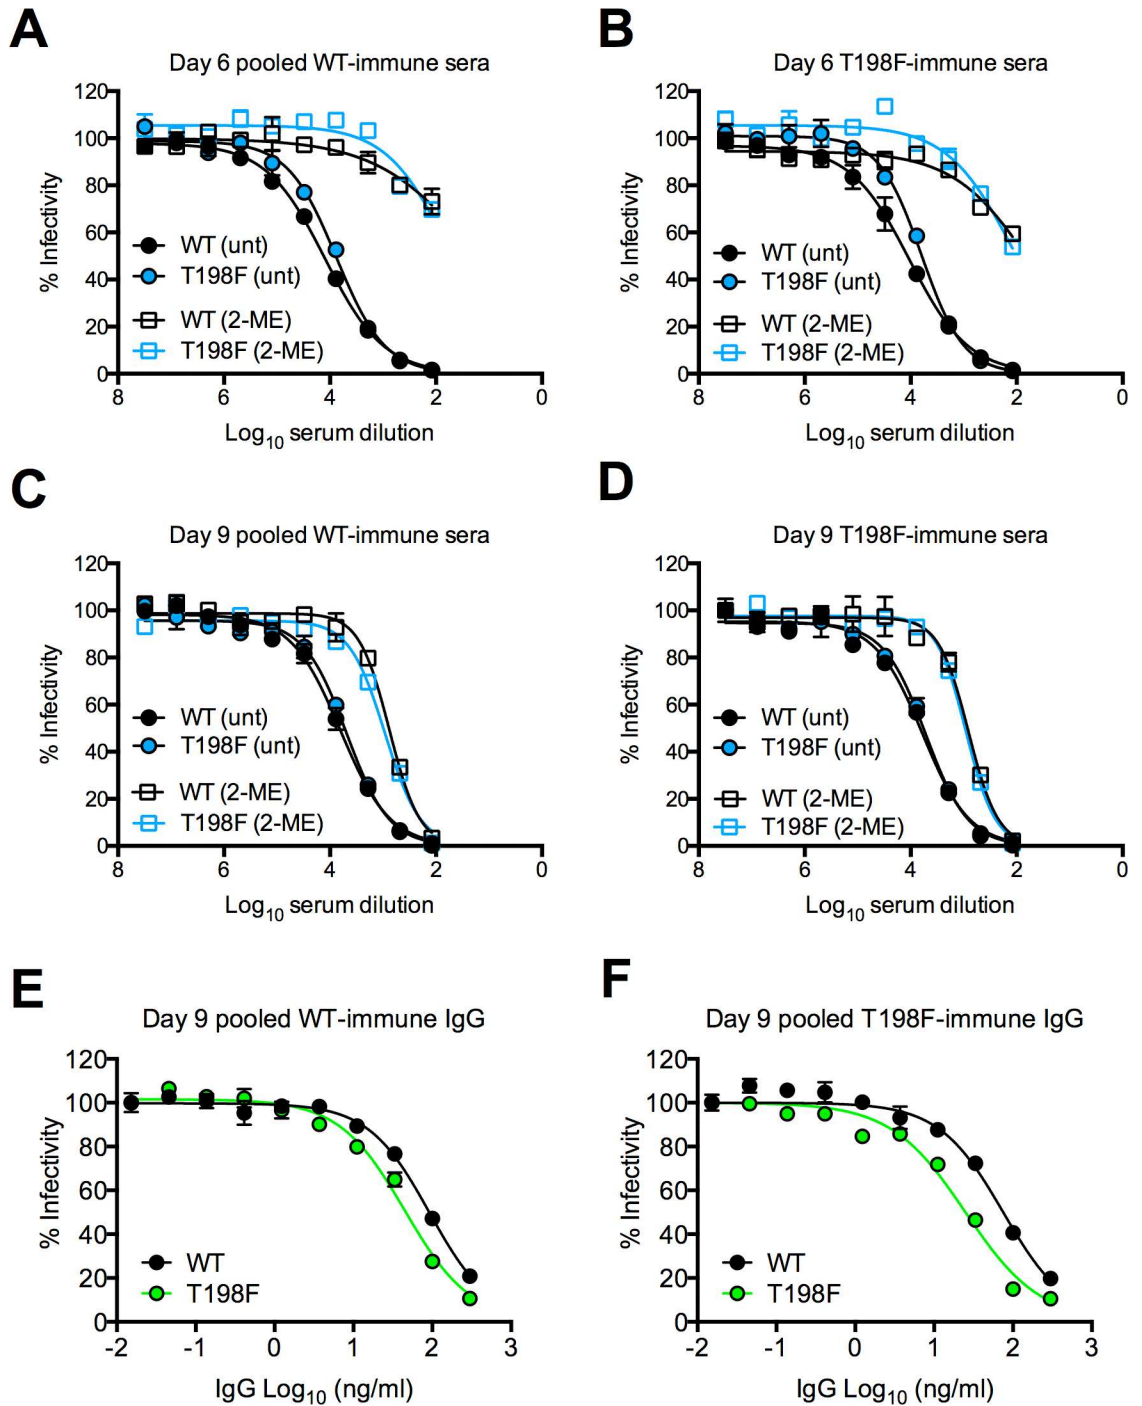 A
Day 6 pooled WT-immune sera
120
100
80
60
40
20
0
% Infectivity
WT (unt)
T198F (unt)
WT (2-ME)
T198F (2-ME)
8 6 4 2 0
Log10 serum dilution
B
Day 6 T198F-immune sera
120
100
80
60
40
20
0
% Infectivity
WT (unt)
T198F (unt)
WT (2-ME)
T198F (2-ME)
8 6 4 2 0
Log10 serum dilution
C
Day 9 pooled WT-immune sera
120
100
80
60
40
20
0
% Infectivity
WT (unt)
T198F (unt)
WT (2-ME)
T198F (2-ME)
8 6 4 2 0
Log10 serum dilution
D
Day 9 T198F-immune sera
120
100
80
60
40
20
0
% Infectivity
WT (unt)
T198F (unt)
WT (2-ME)
T198F (2-ME)
8 6 4 2 0
Log10 serum dilution
E
Day 9 pooled WT-immune IgG
120
100
80
60
40
20
0
% Infectivity
WT
T198F
-2 -1 0 1 2 3
IgG Log10 (ng/ml)
F
Day 9 pooled T198F-immune IgG
120
100
80
60
40
20
0
% Infectivity
WT
T198F
-2 -1 0 1 2 3
IgG Log10 (ng/ml)